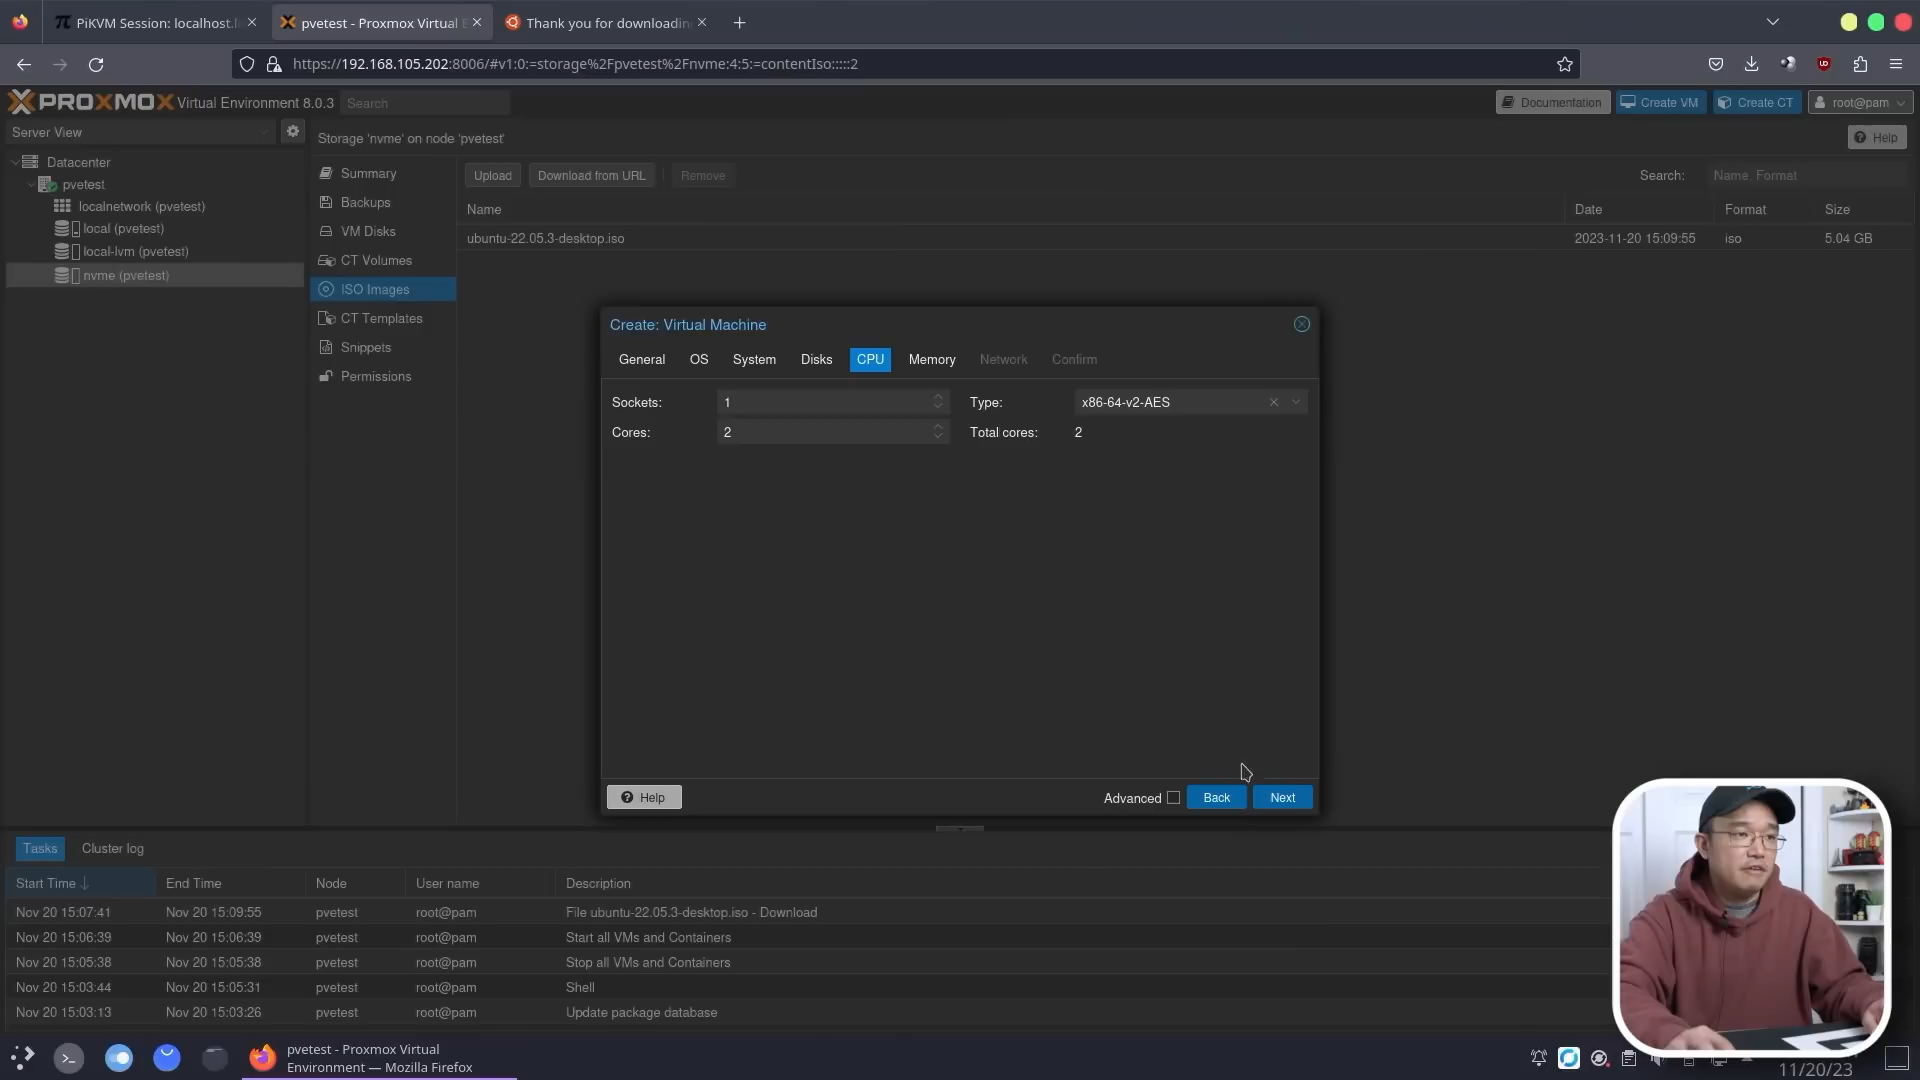 PiKVM Session: localhost.l
pvetest - Proxmox Virtual E
Thank you for downloading
https://192.168.105.202:8006/#v1:0:=storage%2Fpvetest%2Fnvme:4:5:=contentIso:::::2
PROXMOX Virtual Environment 8.0.3
Search
Documentation
Create VM
Create CT
root@pam
Server View
Storage 'nvme' on node 'pvetest'
Help
Datacenter
pvetest
localnetwork (pvetest)
local (pvetest)
local-lvm (pvetest)
nvme (pvetest)
Summary
Backups
VM Disks
CT Volumes
ISO Images
CT Templates
Snippets
Permissions
Upload
Download from URL
Remove
Search:
Name, Format
Name
Date
Format
Size
ubuntu-22.05.3-desktop.iso
2023-11-20 15:09:55
iso
5.04 GB
Create: Virtual Machine
General
OS
System
Disks
CPU
Memory
Network
Confirm
Sockets:
1
Type:
x86-64-v2-AES
Cores:
2
Total cores:
2
Help
Advanced
Back
Next
Tasks
Cluster log
Start Time
End Time
Node
User name
Description
Nov 20 15:07:41
Nov 20 15:09:55
pvetest
root@pam
File ubuntu-22.05.3-desktop.iso - Download
Nov 20 15:06:39
Nov 20 15:06:39
pvetest
root@pam
Start all VMs and Containers
Nov 20 15:05:38
Nov 20 15:05:38
pvetest
root@pam
Stop all VMs and Containers
Nov 20 15:03:44
Nov 20 15:05:31
pvetest
root@pam
Shell
Nov 20 15:03:13
Nov 20 15:03:26
pvetest
root@pam
Update package database
pvetest - Proxmox Virtual
Environment — Mozilla Firefox
11/20/23